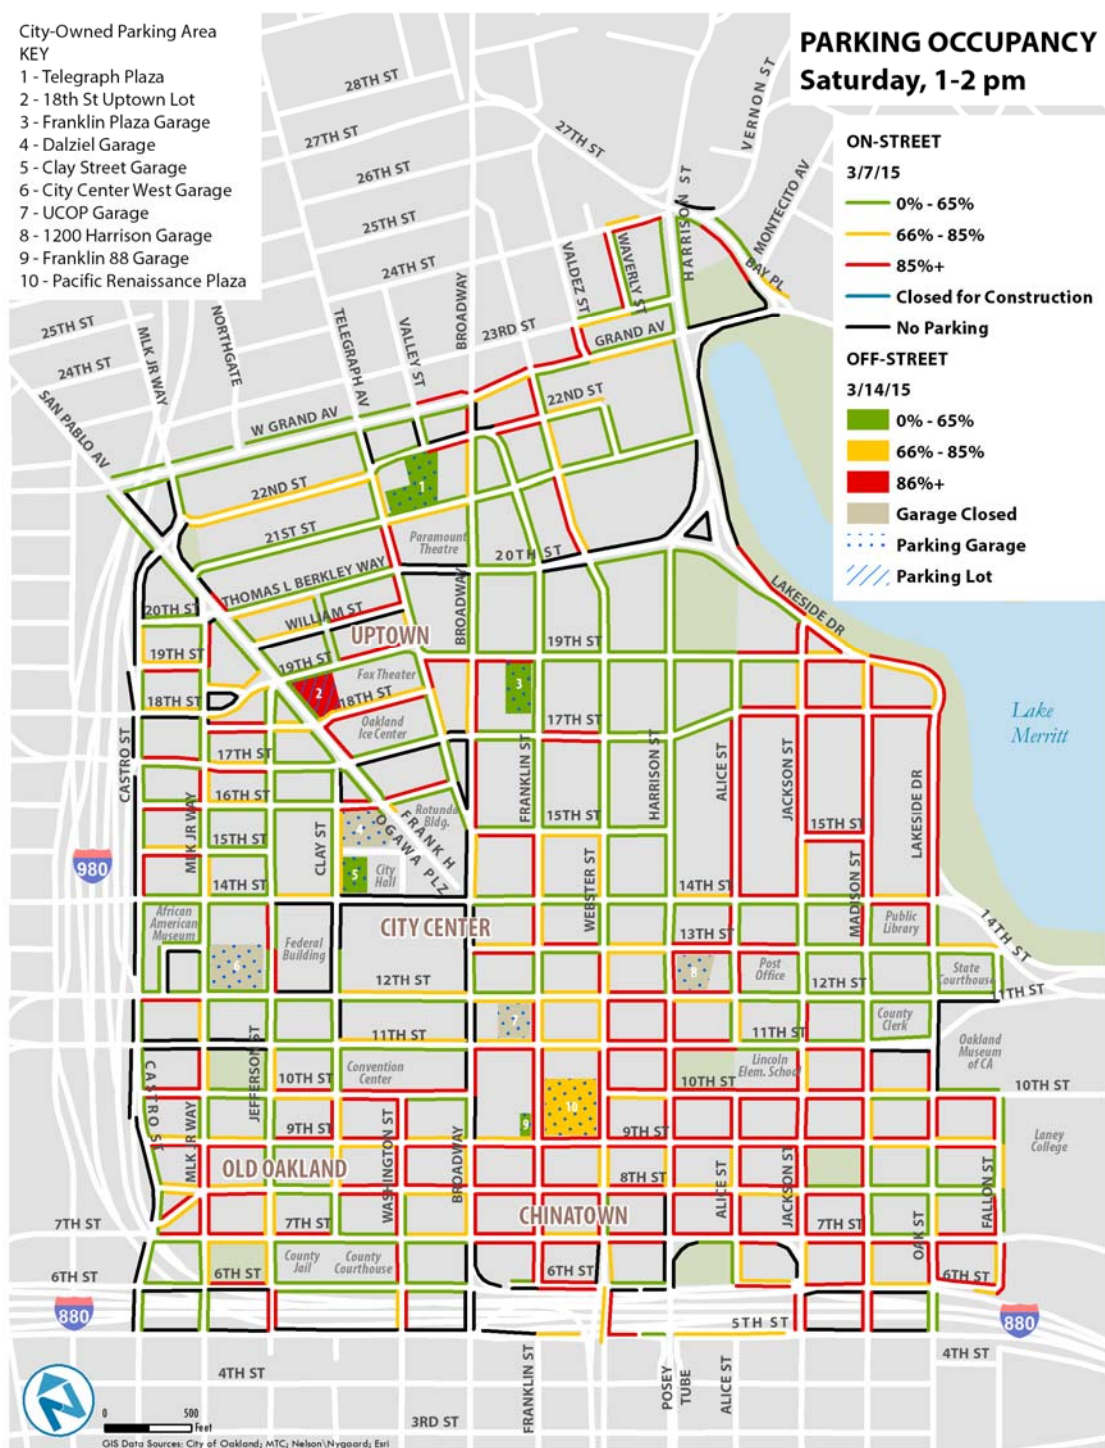 City-Owned Parking Area
KEY
1 - Telegraph Plaza
2 - 18th St Uptown Lot
3 - Franklin Plaza Garage
4 - Dalziel Garage
5 - Clay Street Garage
6 - City Center West Garage
7 - UCOP Garage
8 - 1200 Harrison Garage
9 - Franklin 88 Garage
10 - Pacific Renaissance Plaza
PARKING OCCUPANCY
Saturday, 1-2 pm
ON-STREET
3/7/15
0% - 65%
66% - 85%
85%+
Closed for Construction
No Parking
OFF-STREET
3/14/15
0% - 65%
66% - 85%
86%+
Garage Closed
Parking Garage
Parking Lot
28TH ST
27TH ST
27TH ST
26TH ST
25TH ST
24TH ST
23RD ST
VERNON ST
MONTECITO AV
HARRISON ST
BAY PL
WAVERLY ST
VALDEZ ST
GRAND AV
BROADWAY
VALLEY ST
TELEGRAPH AV
NORTHGATE
MLK JR WAY
25TH ST
24TH ST
SAN PABLO AV
W GRAND AV
22ND ST
22ND ST
21ST ST
1
Paramount
Theatre
20TH ST
THOMAS L BERKLEY WAY
WILLIAM ST
UPTOWN
BROADWAY
LAKESIDE DR
20TH ST
19TH ST
19TH ST
19TH ST
Fox Theater
2
3
18TH ST
18TH ST
Oakland
Ice Center
17TH ST
17TH ST
Lake
Merritt
CASTRO ST
MLK JR WAY
16TH ST
15TH ST
15TH ST
15TH ST
CLAY ST
FRANK H
OGAWA PLZ
Rotunda
Bldg.
FRANKLIN ST
HARRISON ST
ALICE ST
JACKSON ST
LAKESIDE DR
4
5
City
Hall
980
14TH ST
14TH ST
14TH ST
WEBSTER ST
MADISON ST
African
American
Museum
Federal
Building
CITY CENTER
13TH ST
Public
Library
6
12TH ST
12TH ST
8
Post
Office
State
Courthouse
11TH ST
11TH ST
11TH ST
7
County
Clerk
Oakland
Museum
of CA
CASTRO ST
JEFFERSON ST
10TH ST
Convention
Center
10TH ST
Lincoln
Elem. School
10TH ST
MLK JR WAY
9TH ST
WASHINGTON ST
BROADWAY
9
10
9TH ST
Laney
College
OLD OAKLAND
8TH ST
ALICE ST
JACKSON ST
FALLON ST
OAK ST
7TH ST
7TH ST
CHINATOWN
7TH ST
6TH ST
6TH ST
County
Jail
County
Courthouse
6TH ST
6TH ST
880
880
5TH ST
4TH ST
4TH ST
FRANKLIN ST
POSEY
TUBE
ALICE ST
3RD ST
0
500
Feet
GIS Data Sources: City of Oakland; MTC; Nelson\Nygaard; Esri